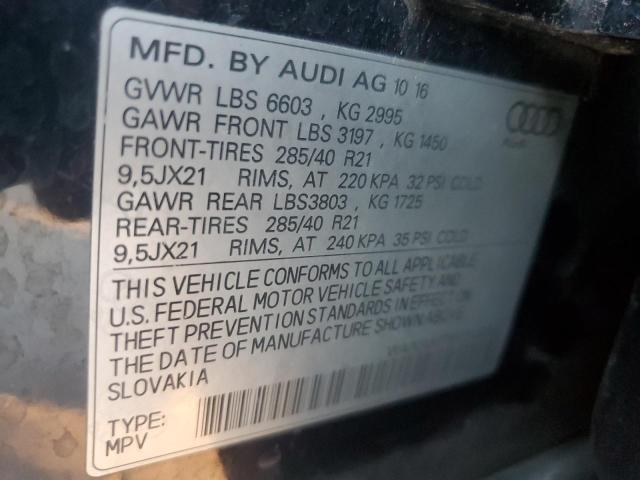 MFD. BY AUDI AG 10 16
GVWR LBS 6603 , KG 2995
GAWR FRONT LBS 3197 , KG 1450
FRONT-TIRES 285/40 R21
9,5JX21 RIMS, AT 220 KPA 32 PSI COLD
GAWR REAR LBS3803 , KG 1725
REAR-TIRES 285/40 R21
9,5JX21 RIMS, AT 240 KPA 35 PSI COLD
THIS VEHICLE CONFORMS TO ALL APPLICABLE
U.S. FEDERAL MOTOR VEHICLE SAFETY AND
THEFT PREVENTION STANDARDS IN EFFECT ON
THE DATE OF MANUFACTURE SHOWN ABOVE
SLOVAKIA
TYPE:
MPV
Audi